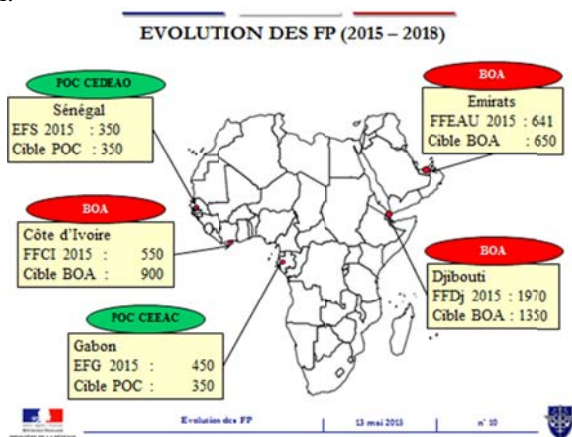 EVOLUTION DES FP (2015 – 2018)
POC CEDEAO
Sénégal
EFS 2015 : 350
Cible POC : 350
BOA
Emirats
FFEAU 2015 : 641
Cible BOA : 650
BOA
Côte d'Ivoire
FFCI 2015 : 550
Cible BOA : 900
BOA
Djibouti
FFDj 2015 : 1970
Cible BOA : 1350
POC CEEAC
Gabon
EFG 2015 : 450
Cible POC : 350
Evolution des FP
13 mai 2015
n° 10